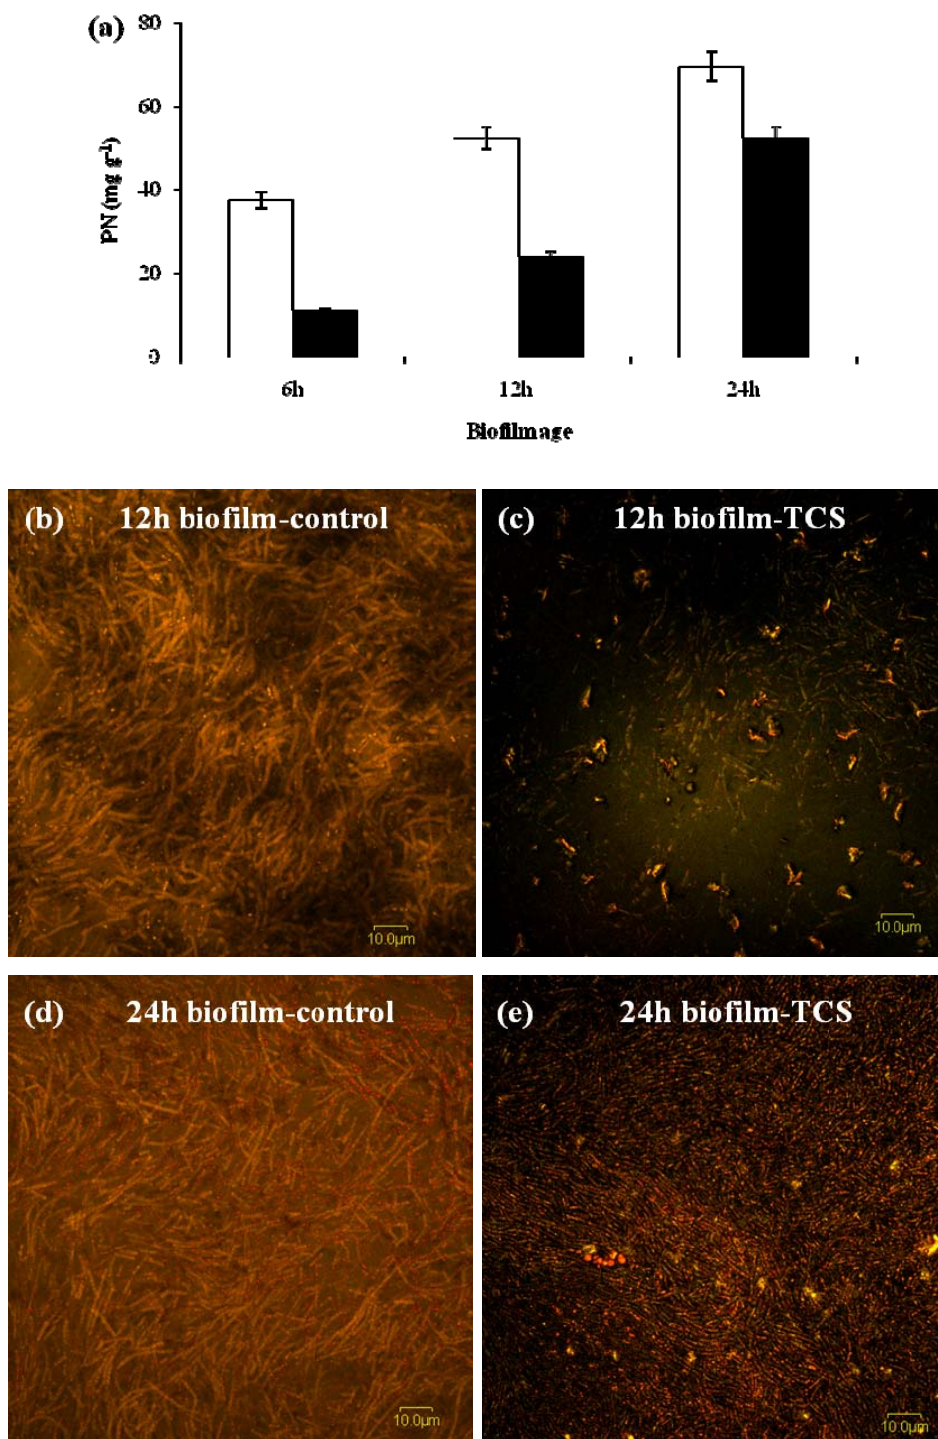 (a)
80
60
40
20
0
PN (mg g⁻¹)
6h 12h 24h
Biofilmage
(b) 12h biofilm-control
10.0µm
(c) 12h biofilm-TCS
10.0µm
(d) 24h biofilm-control
10.0µm
(e) 24h biofilm-TCS
10.0µm